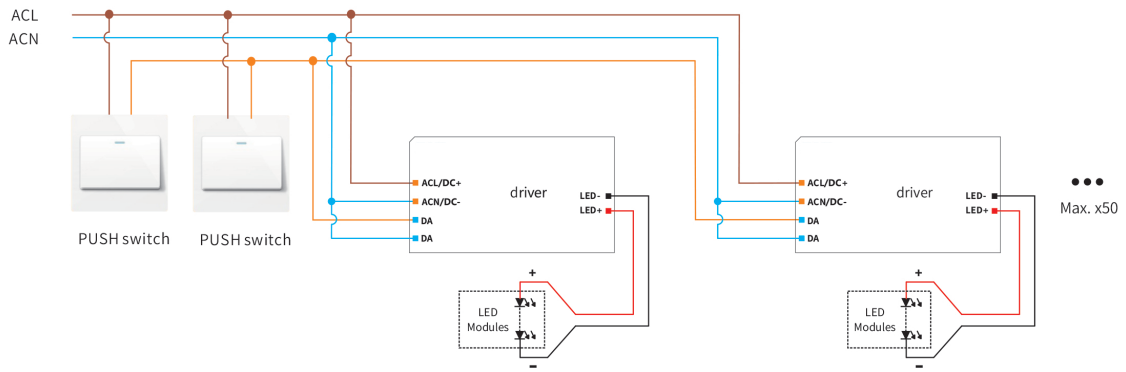 ACL
ACN
PUSH switch
PUSH switch
ACL/DC+
ACN/DC-
DA
DA
driver
LED-
LED+
+
LED
Modules
-
ACL/DC+
ACN/DC-
DA
DA
driver
LED-
LED+
+
LED
Modules
-
•••
Max. x50